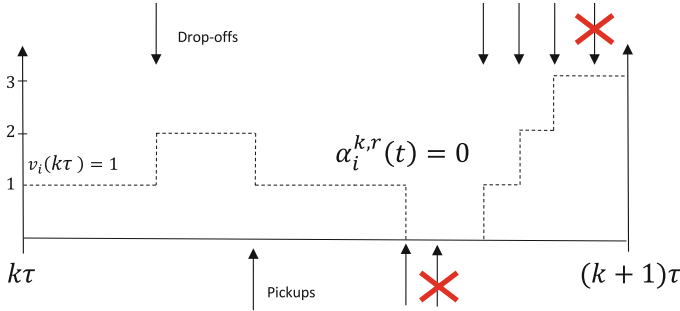 Drop-offs
3
2
v_i(kτ) = 1
α_i^{k,r}(t) = 0
1
kτ
(k + 1)τ
Pickups